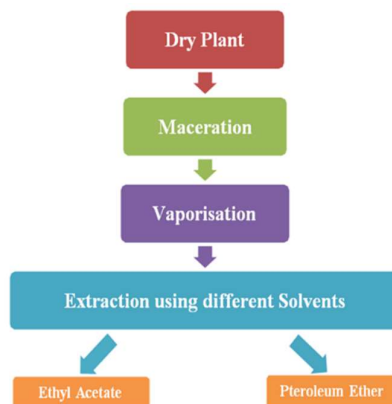 Dry Plant
Maceration
Vaporisation
Extraction using different Solvents
Ethyl Acetate
Pteroleum Ether